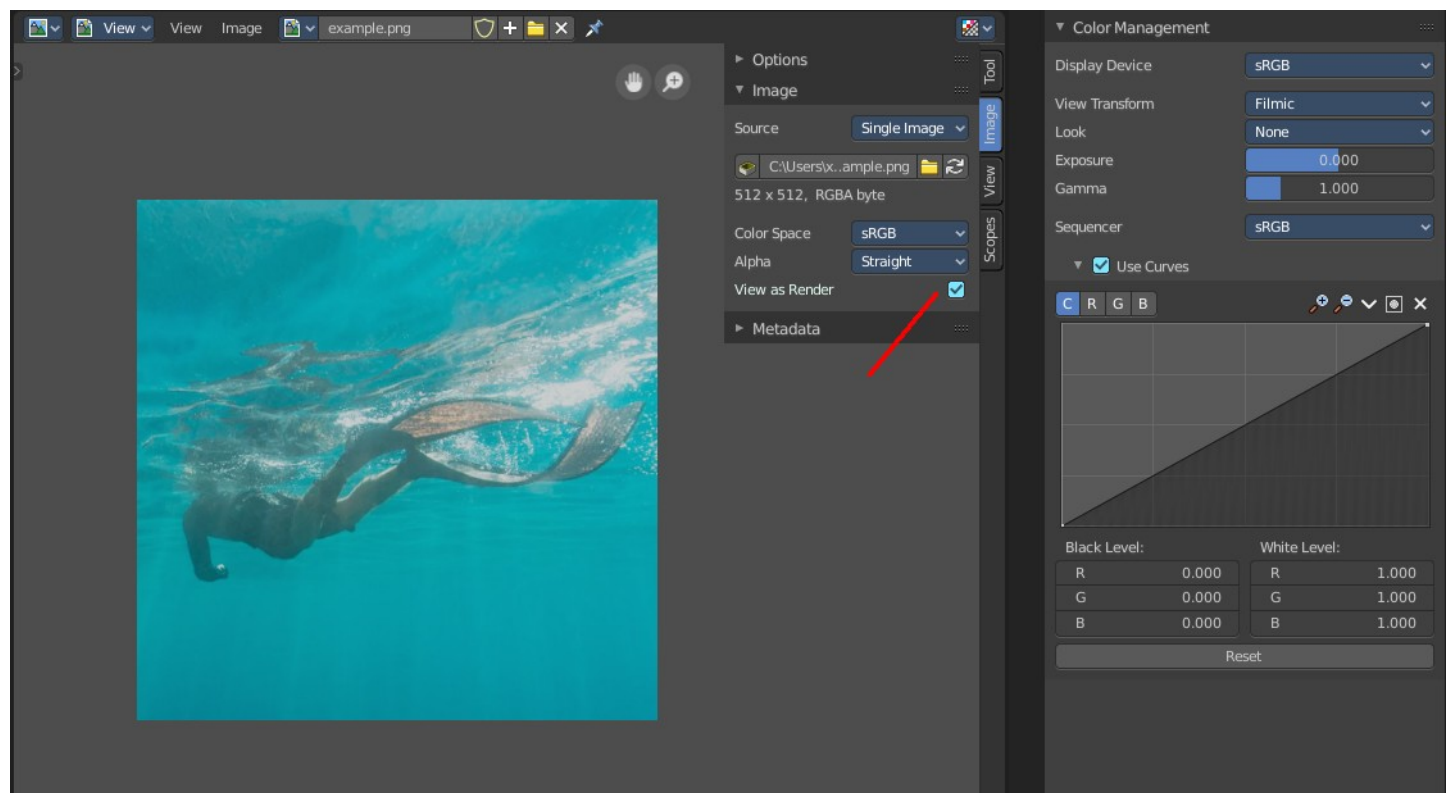 View View Image example.png
Options
Image
Source Single Image
C:\Users\x..ample.png
512 x 512, RGBA byte
Color Space sRGB
Alpha Straight
View as Render
Metadata
Tool
Image
View
Scopes
Color Management
Display Device sRGB
View Transform Filmic
Look None
Exposure 0.000
Gamma 1.000
Sequencer sRGB
Use Curves
C R G B
Black Level: White Level:
R 0.000 R 1.000
G 0.000 G 1.000
B 0.000 B 1.000
Reset